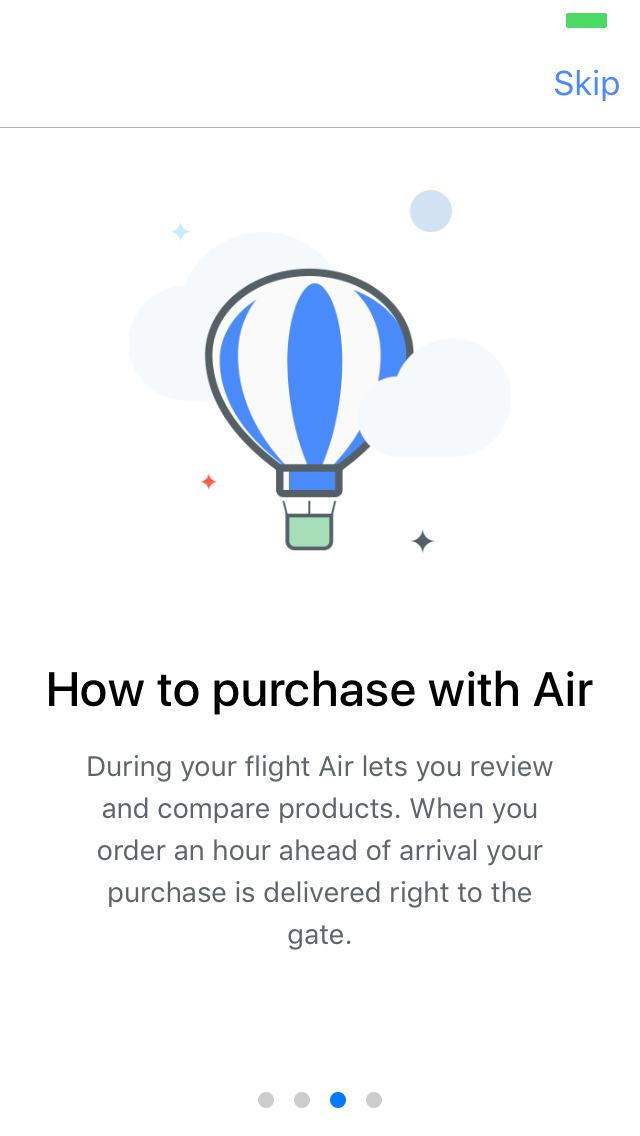 Skip
How to purchase with Air
During your flight Air lets you review
and compare products. When you
order an hour ahead of arrival your
purchase is delivered right to the
gate.